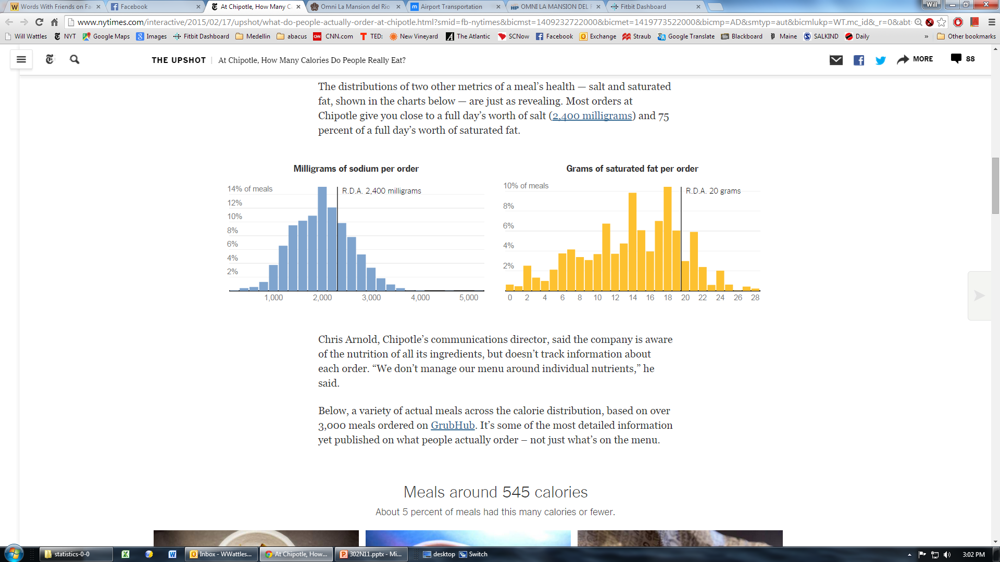 Words With Friends on Fa
Facebook
At Chipotle, How Many C
Omni La Mansion del Rio
Airport Transportation
OMNI LA MANSION DEL
Fitbit Dashboard
Will
www.nytimes.com/interactive/2015/02/17/upshot/what-do-people-actually-order-at-chipotle.html?smid=fb-nytimes&bicmst=1409232722000&bicmet=1419773522000&bicmp=AD&smtyp=aut&bicmlukp=WT.mc_id&_r=0&abt
Will Wattles NYT Google Maps Images Fitbit Dashboard Medellin abacus CNN.com TED: New Vineyard The Atlantic SCNow Facebook Exchange Straub Google Translate Blackboard Maine SALKIND Daily » Other bookmarks
THE UPSHOT | At Chipotle, How Many Calories Do People Really Eat?
MORE
88
The distributions of two other metrics of a meal’s health — salt and saturated
fat, shown in the charts below — are just as revealing. Most orders at
Chipotle give you close to a full day’s worth of salt (2,400 milligrams) and 75
percent of a full day’s worth of saturated fat.
Milligrams of sodium per order
14% of meals
R.D.A. 2,400 milligrams
12%
10%
8%
6%
4%
2%
1,000 2,000 3,000 4,000 5,000
Grams of saturated fat per order
10% of meals
R.D.A. 20 grams
8%
6%
4%
2%
0 2 4 6 8 10 12 14 16 18 20 22 24 26 28
Chris Arnold, Chipotle’s communications director, said the company is aware
of the nutrition of all its ingredients, but doesn’t track information about
each order. “We don’t manage our menu around individual nutrients,” he
said.
Below, a variety of actual meals across the calorie distribution, based on over
3,000 meals ordered on GrubHub. It’s some of the most detailed information
yet published on what people actually order – not just what’s on the menu.
Meals around 545 calories
About 5 percent of meals had this many calories or fewer.
statistics-0-0
Inbox - WWattles...
At Chipotle, How...
302N11.pptx - Mi...
desktop
Switch
3:02 PM